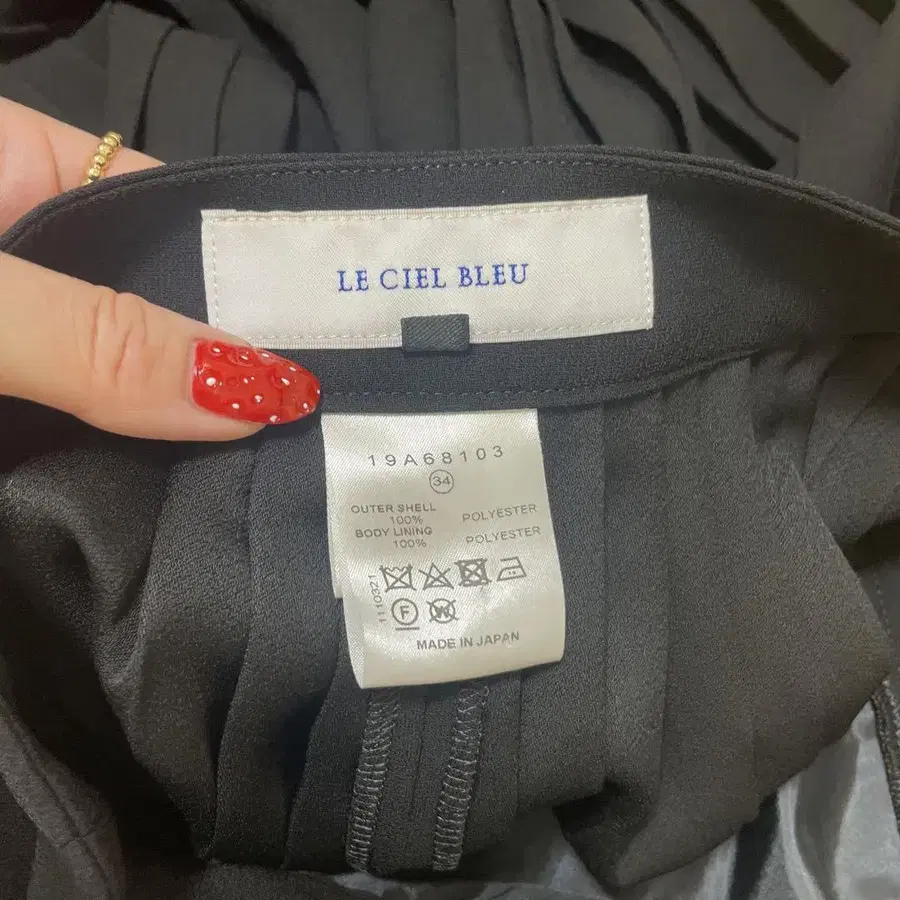 LE CIEL BLEU
19A68103
34
OUTER SHELL
100% POLYESTER
BODY LINING
100% POLYESTER
1110321
F W
MADE IN JAPAN